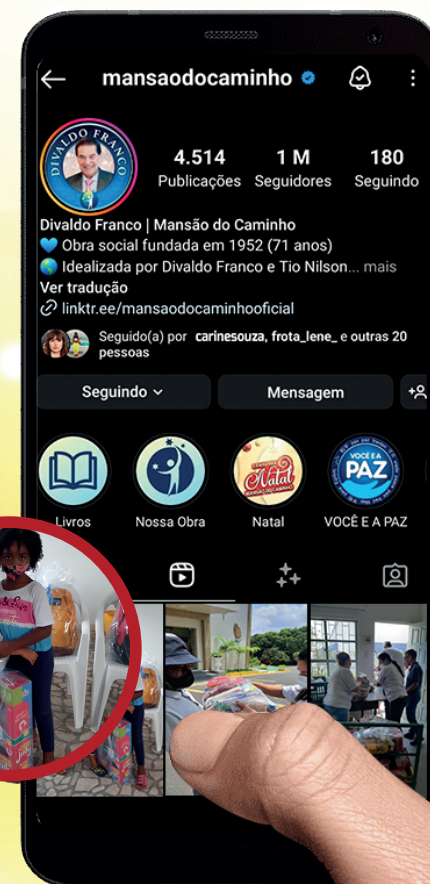 mansaodocaminho
DIVALDO FRANCO
4.514
1 M
180
Publicações
Seguidores
Seguindo
Divaldo Franco | Mansão do Caminho
Obra social fundada em 1952 (71 anos)
Idealizada por Divaldo Franco e Tio Nilson... mais
Ver tradução
linktr.ee/mansaodocaminhooficial
Seguido(a) por carinesouza, frota_lene_ e outras 20
pessoas
Seguindo
Mensagem
VOCÊ E A
PAZ
Natal
Livros
Nossa Obra
Natal
VOCÊ E A PAZ